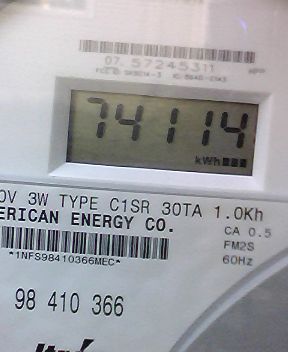 07. 57245311
74114
kWh
0V 3W TYPE C1SR 30TA 1.0Kh
ERICAN ENERGY CO.
CA 0.5
FM2S
60Hz
*1NFS98410366MEC*
98 410 366